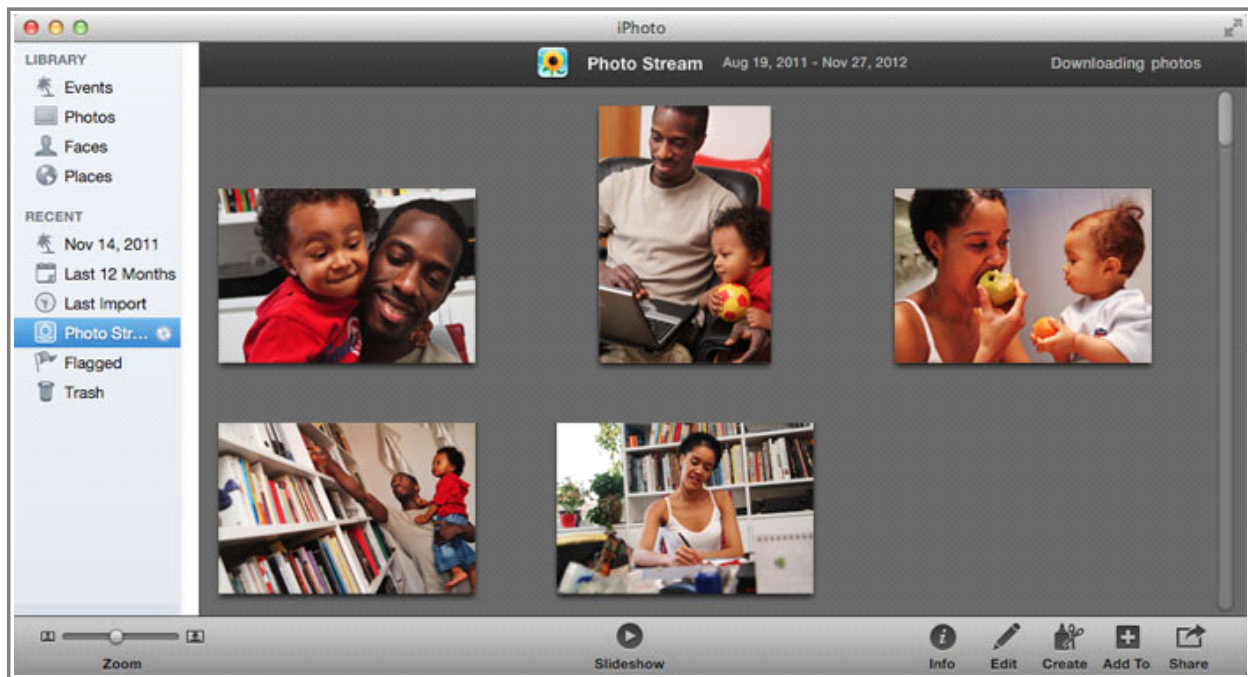 iPhoto
LIBRARY
Events
Photos
Faces
Places
RECENT
Nov 14, 2011
Last 12 Months
Last Import
Photo Str...
Flagged
Trash
Photo Stream Aug 19, 2011 - Nov 27, 2012 Downloading photos
Zoom
Slideshow
Info Edit Create Add To Share